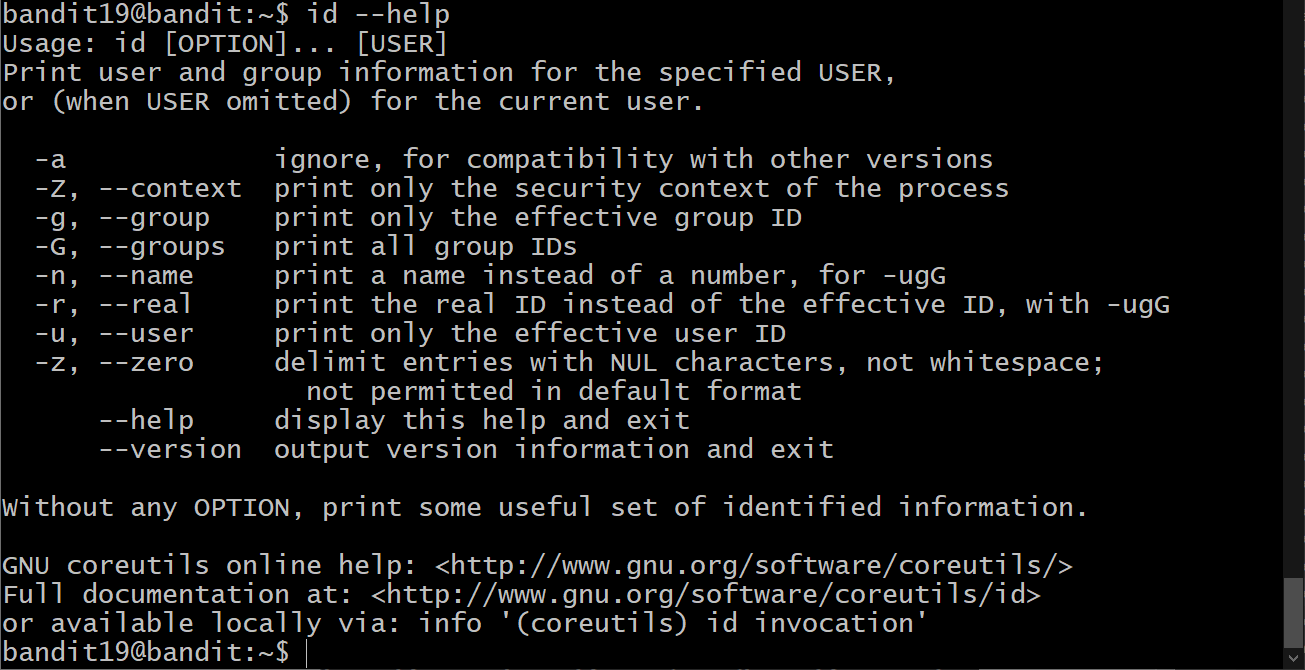 bandit19@bandit:~$ id --help
Usage: id [OPTION]... [USER]
Print user and group information for the specified USER,
or (when USER omitted) for the current user.

  -a             ignore, for compatibility with other versions
  -Z, --context  print only the security context of the process
  -g, --group    print only the effective group ID
  -G, --groups   print all group IDs
  -n, --name     print a name instead of a number, for -ugG
  -r, --real     print the real ID instead of the effective ID, with -ugG
  -u, --user     print only the effective user ID
  -z, --zero     delimit entries with NUL characters, not whitespace;
                   not permitted in default format
      --help     display this help and exit
      --version  output version information and exit

Without any OPTION, print some useful set of identified information.

GNU coreutils online help: <http://www.gnu.org/software/coreutils/>
Full documentation at: <http://www.gnu.org/software/coreutils/id>
or available locally via: info '(coreutils) id invocation'
bandit19@bandit:~$